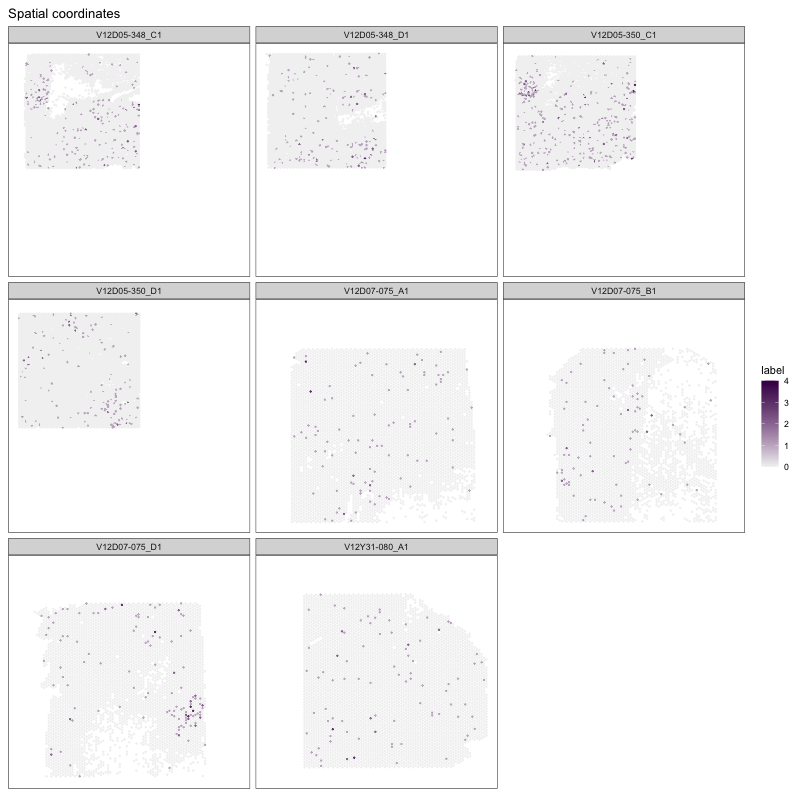 Spatial coordinates
V12D05-348_C1
V12D05-348_D1
V12D05-350_C1
V12D05-350_D1
V12D07-075_A1
V12D07-075_B1
label
4
3
2
1
0
V12D07-075_D1
V12Y31-080_A1